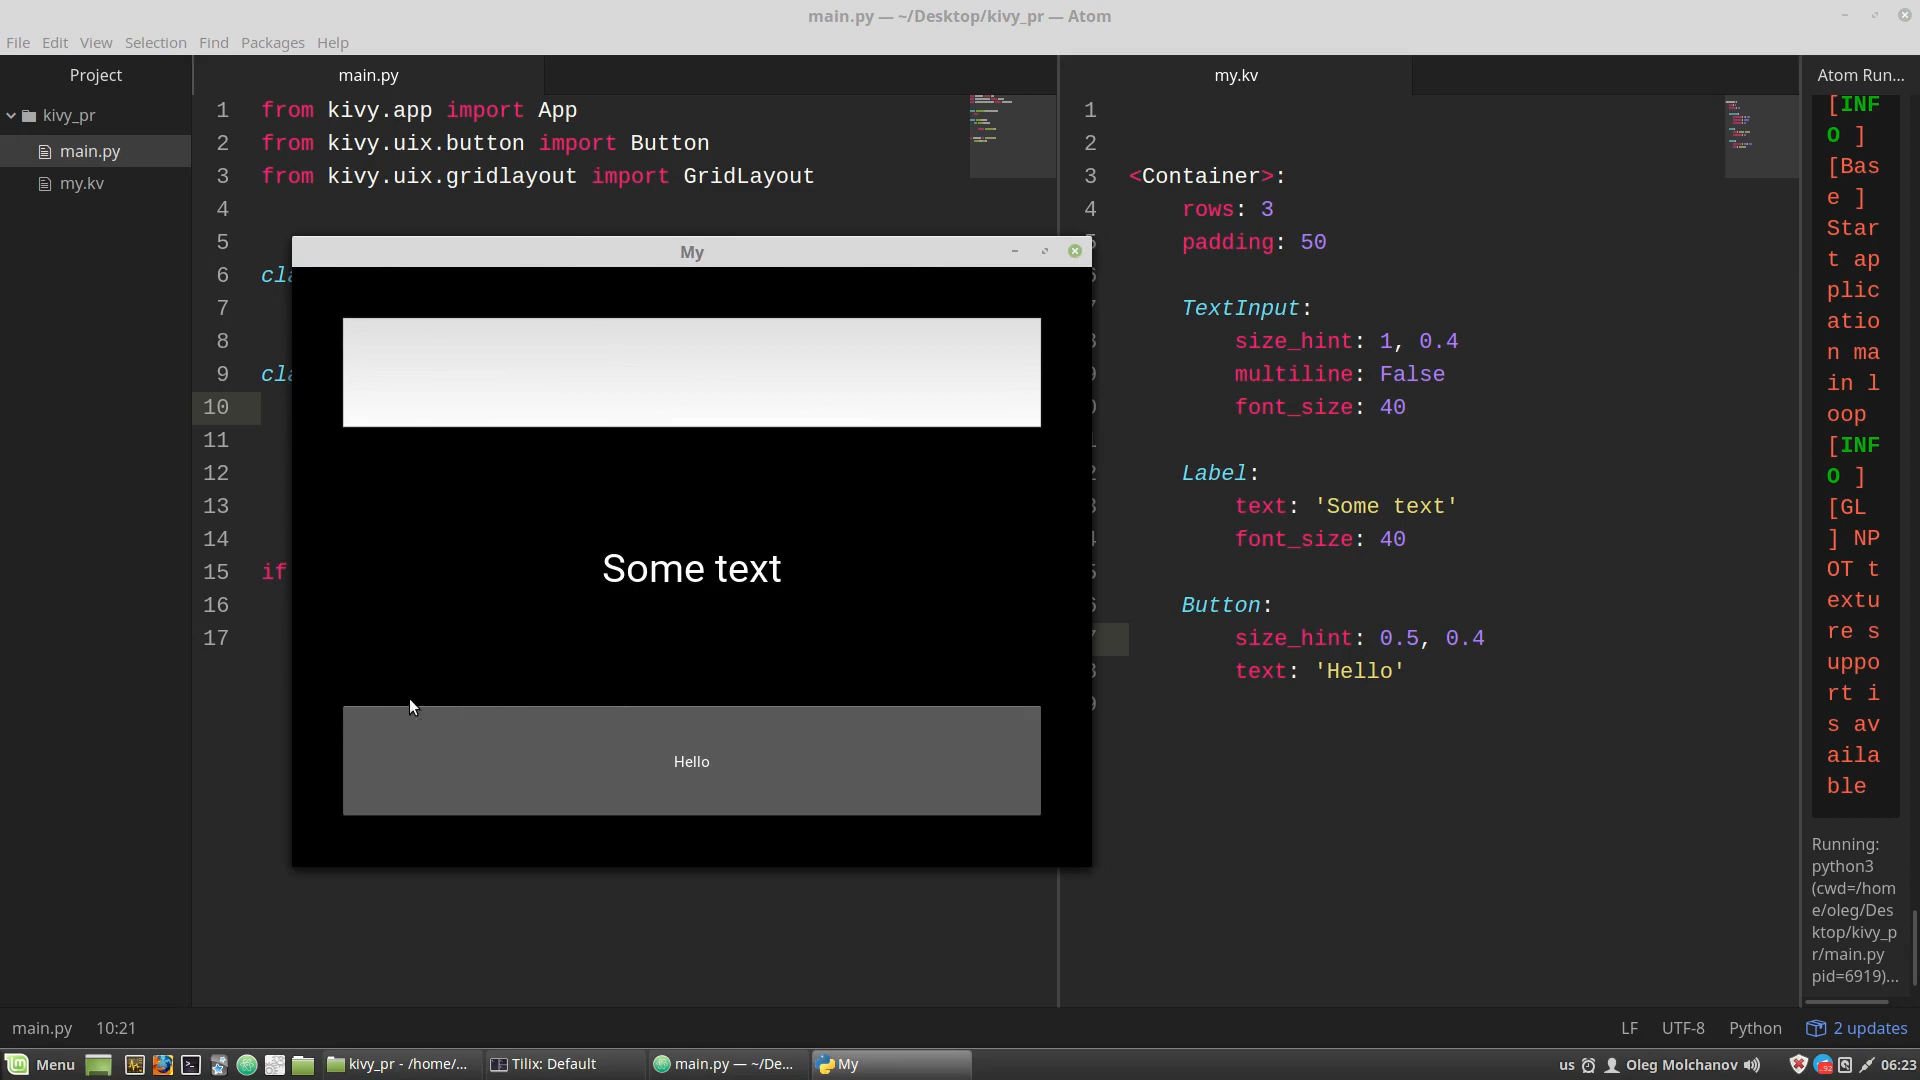 main.py — ~/Desktop/kivy_pr — Atom
File Edit View Selection Find Packages Help
Project
kivy_pr
main.py
my.kv
main.py
1 from kivy.app import App
2 from kivy.uix.button import Button
3 from kivy.uix.gridlayout import GridLayout
4
5
6 cla
7
8
9 cla
10
11
12
13
14
15 if
16
17
My
Some text
Hello
my.kv
1
2
3 <Container>:
4 rows: 3
padding: 50
TextInput:
size_hint: 1, 0.4
multiline: False
font_size: 40
Label:
text: 'Some text'
font_size: 40
Button:
size_hint: 0.5, 0.4
text: 'Hello'
Atom Run...
[INF
O ]
[Bas
e ]
Star
t ap
plic
atio
n ma
in l
oop
[INF
O ]
[GL
] NP
OT t
extu
re s
uppo
rt i
s av
aila
ble
Running:
python3
(cwd=/hom
e/oleg/Des
ktop/kivy_p
r/main.py
pid=6919)...
main.py 10:21
LF UTF-8 Python 2 updates
Menu kivy_pr - /home/... Tilix: Default main.py — ~/De... My us Oleg Molchanov 06:23